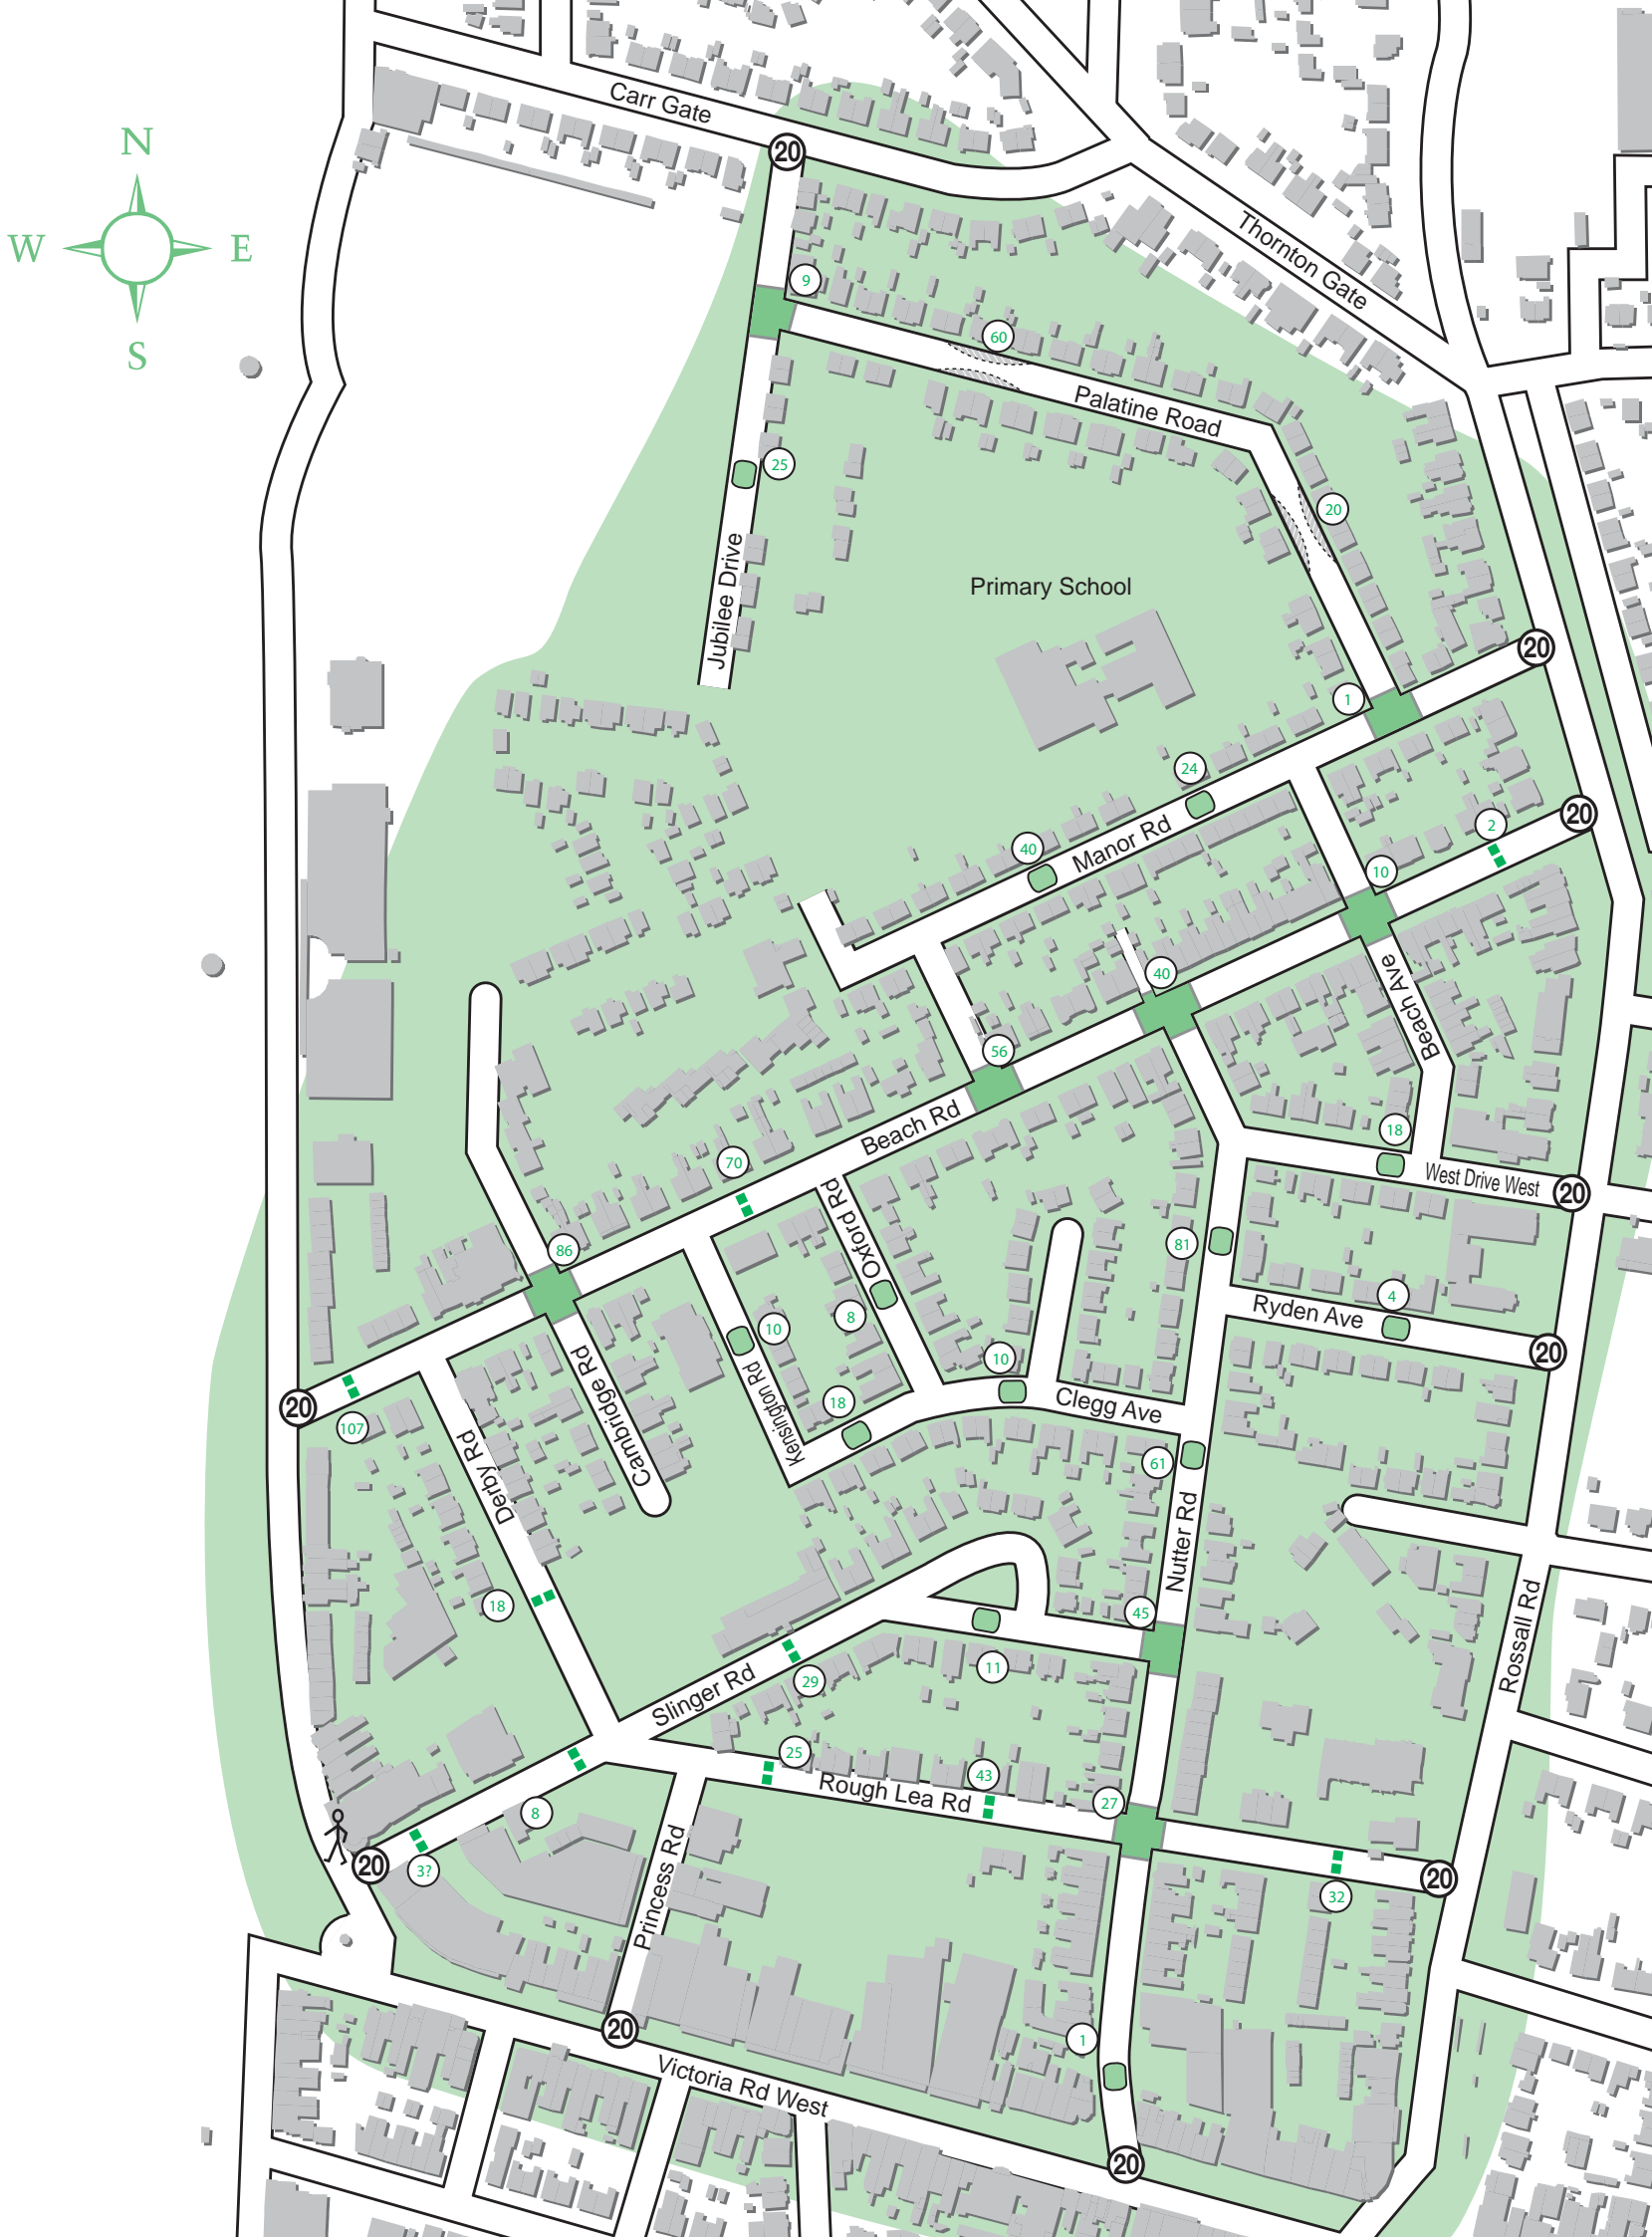 N
W
E
S
Carr Gate
20
Thornton Gate
9
60
Palatine Road
25
20
Jubilee Drive
Primary School
20
1
24
Manor Rd
40
2
20
10
40
Beach Ave
56
Beach Rd
18
70
West Drive West
20
Oxford Rd
81
86
4
Ryden Ave
10
8
20
10
Cambridge Rd
Kensington Rd
18
Clegg Ave
20
107
Derby Rd
61
Nutter Rd
18
45
Rossall Rd
11
29
Slinger Rd
25
43
Rough Lea Rd
27
8
3?
20
Princess Rd
20
32
20
1
Victoria Rd West
20